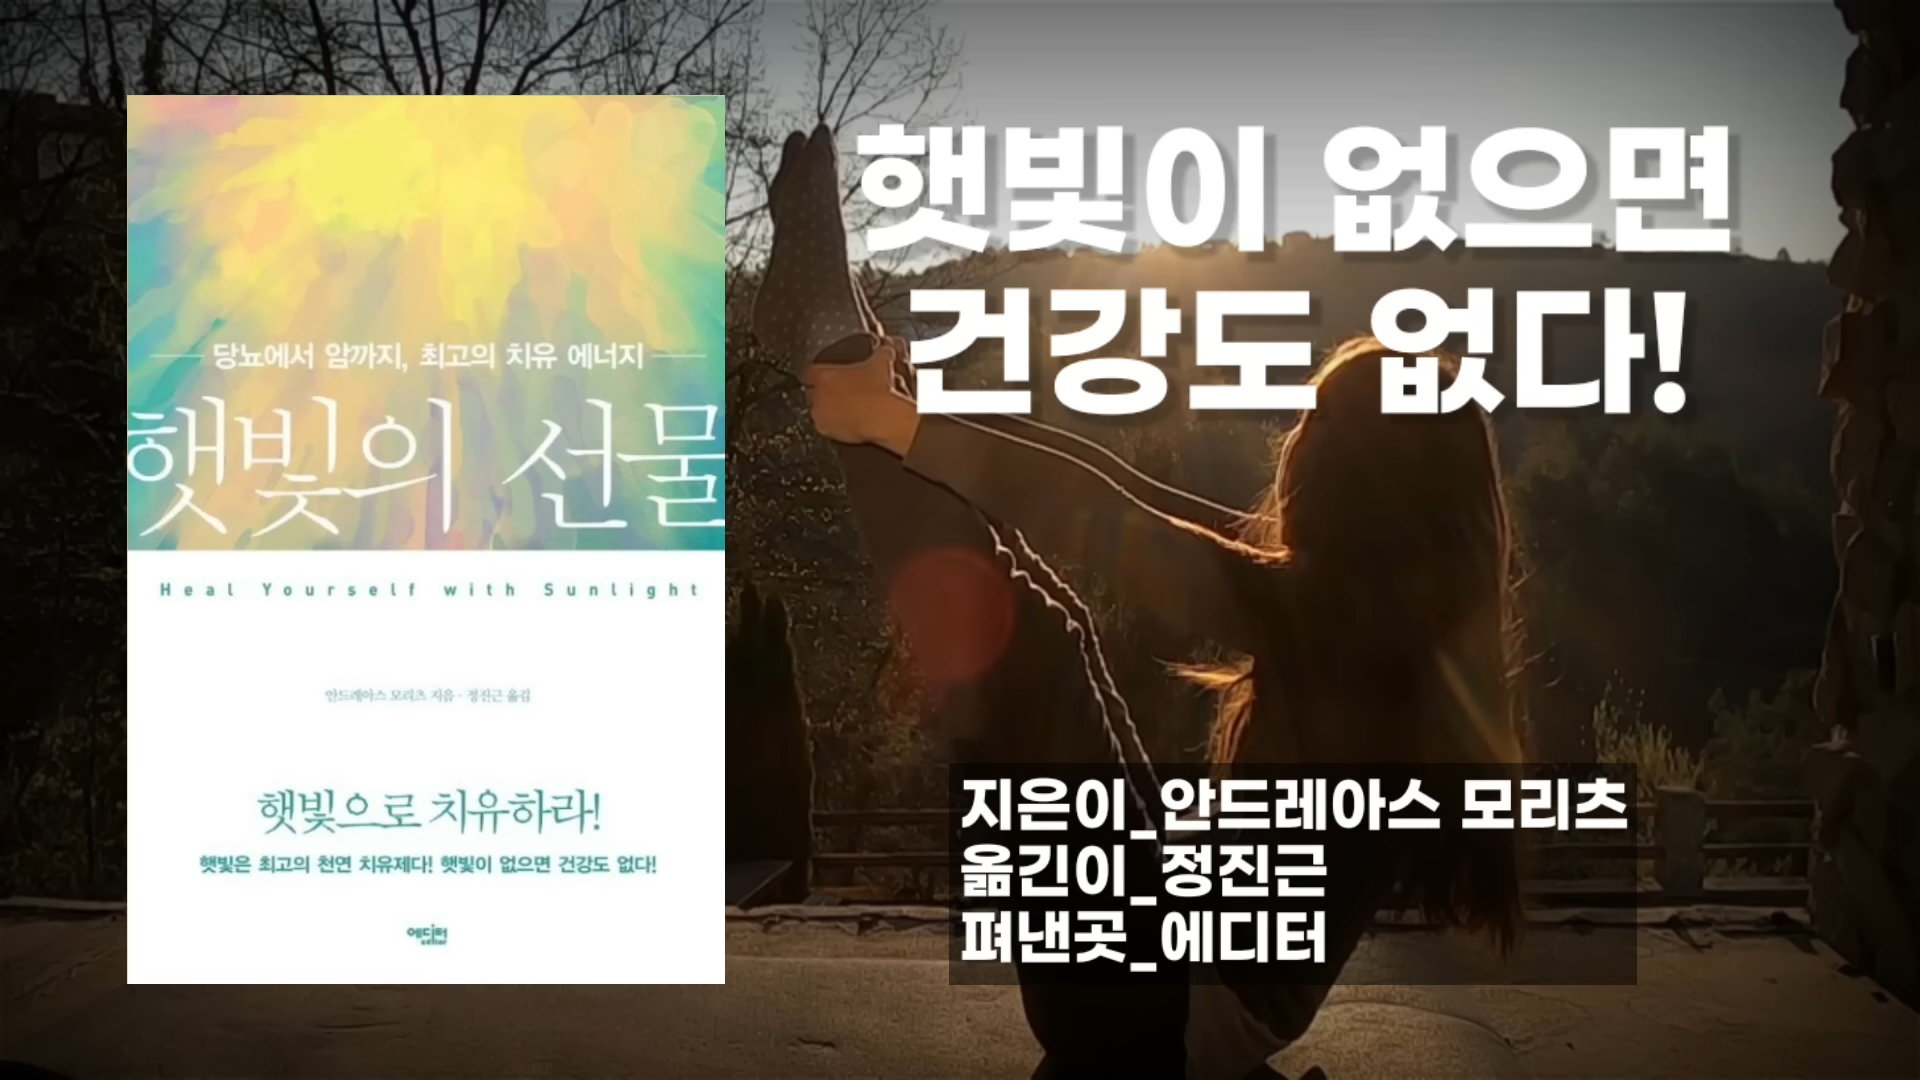 당뇨에서 암까지, 최고의 치유 에너지
햇빛의 선물
Heal Yourself with Sunlight
안드레아스 모리츠 지음 · 정진근 옮김
햇빛으로 치유하라!
햇빛은 최고의 천연 치유제다! 햇빛이 없으면 건강도 없다!
에디터
editor
햇빛이 없으면
건강도 없다!
지은이_안드레아스 모리츠
옮긴이_정진근
펴낸곳_에디터